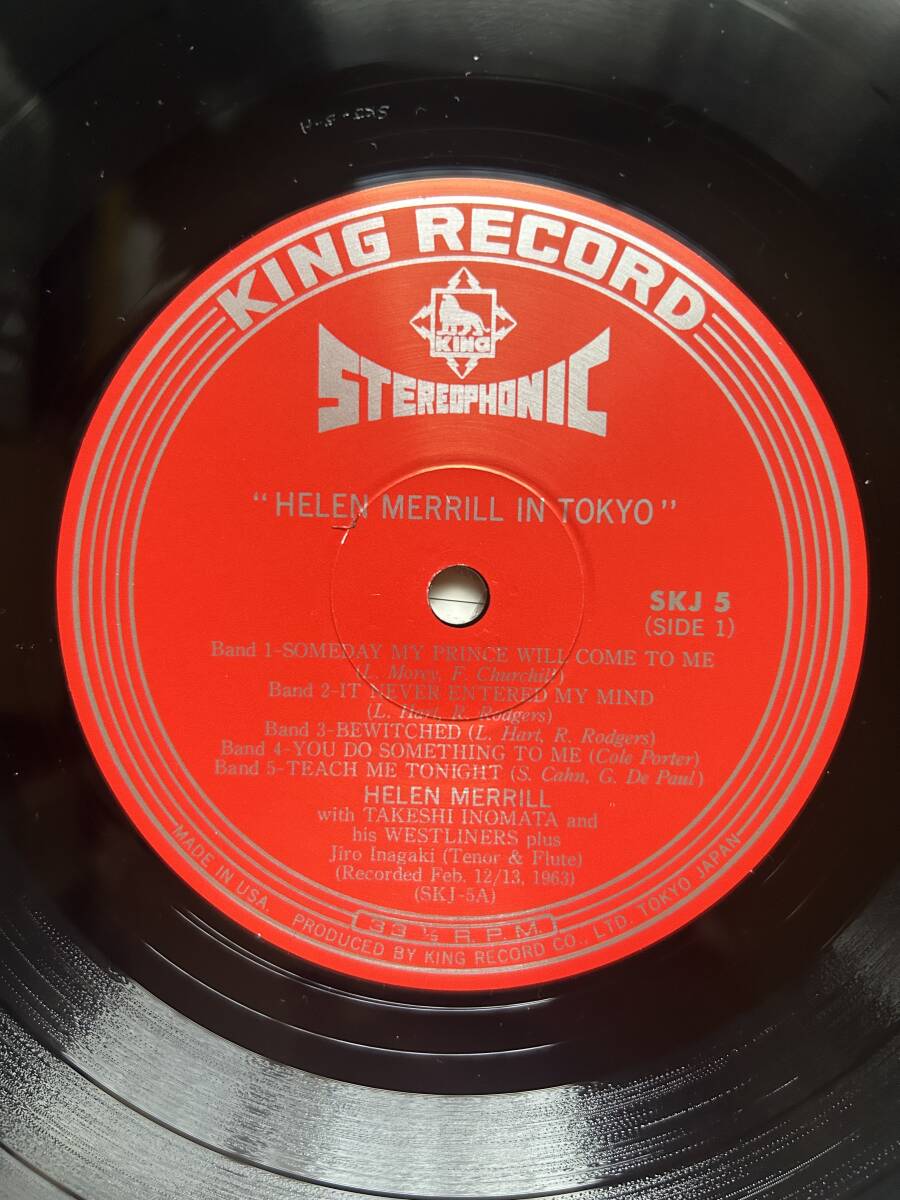 KING RECORD
KING
STEREOPHONIC
"HELEN MERRILL IN TOKYO"
SKJ 5
(SIDE 1)
Band 1-SOMEDAY MY PRINCE WILL COME TO ME
(L. Morey, F. Churchill)
Band 2-IT NEVER ENTERED MY MIND
(L. Hart, R. Rodgers)
Band 3-BEWITCHED (L. Hart, R. Rodgers)
Band 4-YOU DO SOMETHING TO ME (Cole Porter)
Band 5-TEACH ME TONIGHT (S. Cahn, G. De Paul)
HELEN MERRILL
with TAKESHI INOMATA and
his WESTLINERS plus
Jiro Inagaki (Tenor & Flute)
(Recorded Feb. 12/13, 1963)
(SKJ-5A)
33 ⅓ R.P.M.
MADE IN USA. PRODUCED BY KING RECORD CO., LTD. TOKYO JAPAN